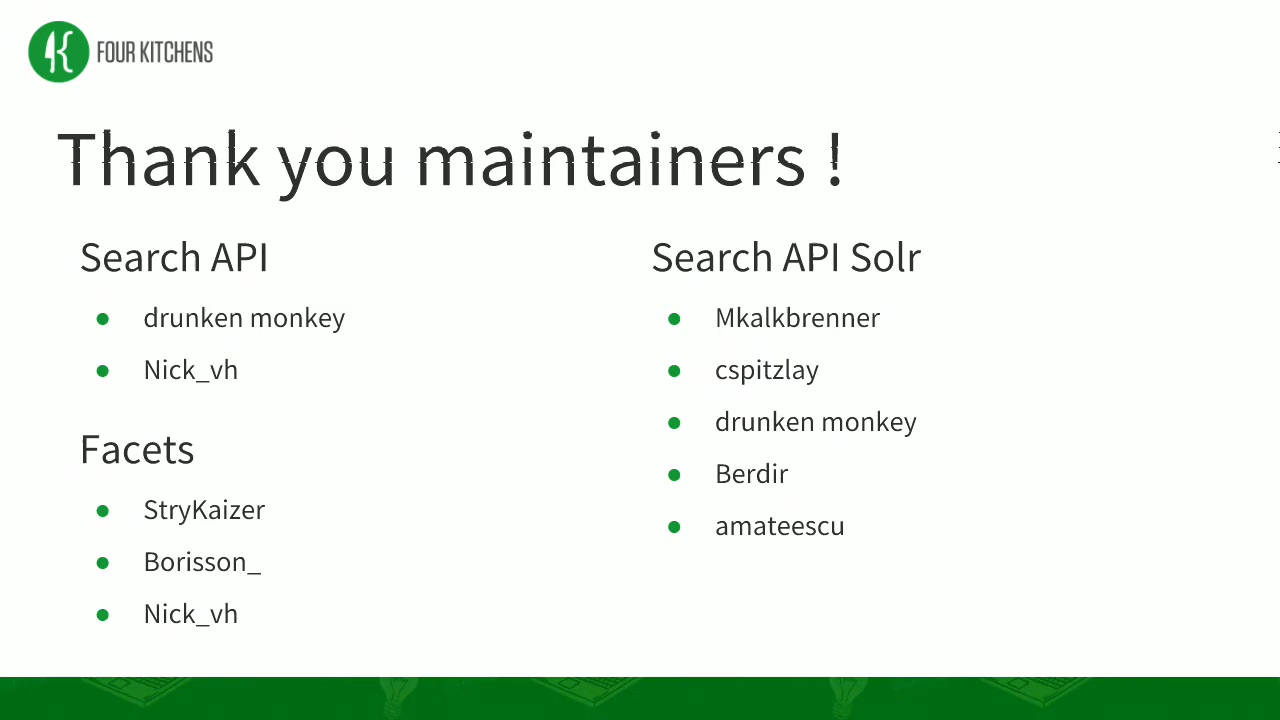 FOUR KITCHENS
Thank you maintainers !
Search API
drunken monkey
Nick_vh
Facets
StryKaizer
Borisson_
Nick_vh
Search API Solr
Mkalkbrenner
cspitzlay
drunken monkey
Berdir
amateescu